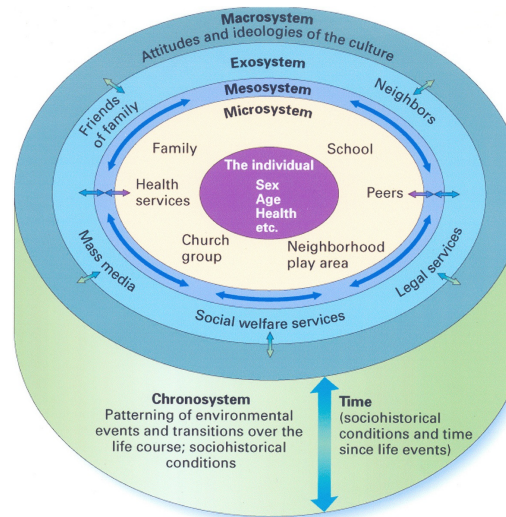 Macrosystem
Attitudes and ideologies of the culture
Exosystem
Mesosystem
Microsystem
Friends
of family
Neighbors
Family
School
The individual
Sex
Age
Health
etc.
Health
services
Peers
Church
group
Neighborhood
play area
Mass media
Legal services
Social welfare services
Chronosystem
Patterning of environmental
events and transitions over the
life course; sociohistorical
conditions
Time
(sociohistorical
conditions and time
since life events)